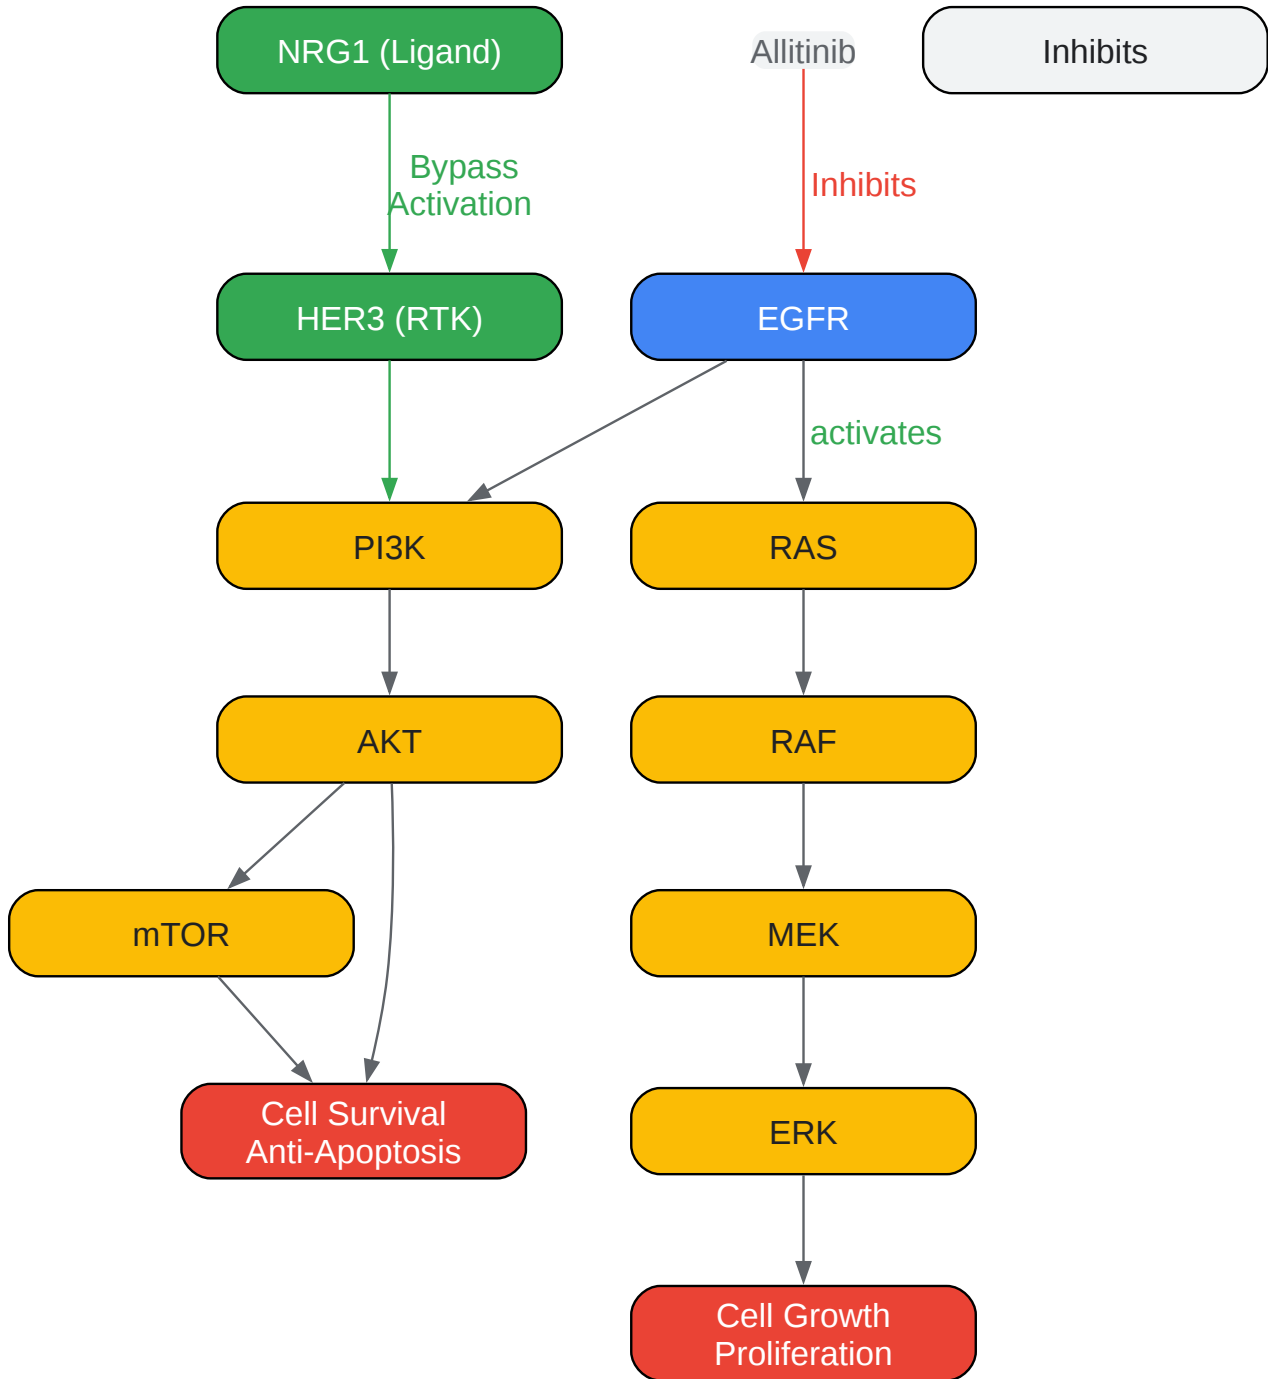 NRG1 (Ligand)
Allitinib
Inhibits
Bypass
Activation
Inhibits
HER3 (RTK)
EGFR
activates
PI3K
RAS
AKT
RAF
mTOR
MEK
Cell Survival
Anti-Apoptosis
ERK
Cell Growth
Proliferation